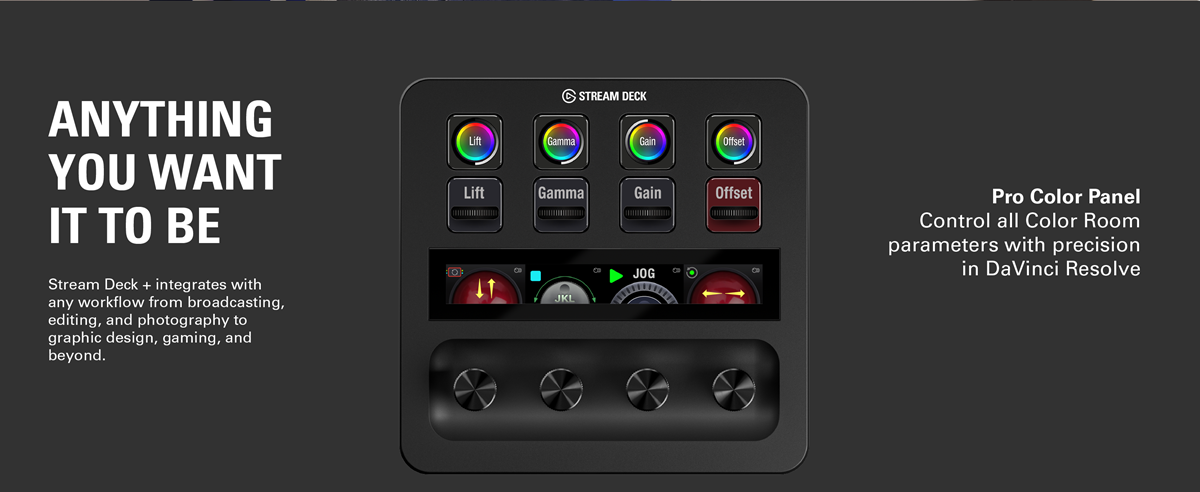 ANYTHING
YOU WANT
IT TO BE
Stream Deck + integrates with
any workflow from broadcasting,
editing, and photography to
graphic design, gaming, and
beyond.
STREAM DECK
Lift Gamma Gain Offset
Lift Gamma Gain Offset
JOG
JKL
Pro Color Panel
Control all Color Room
parameters with precision
in DaVinci Resolve